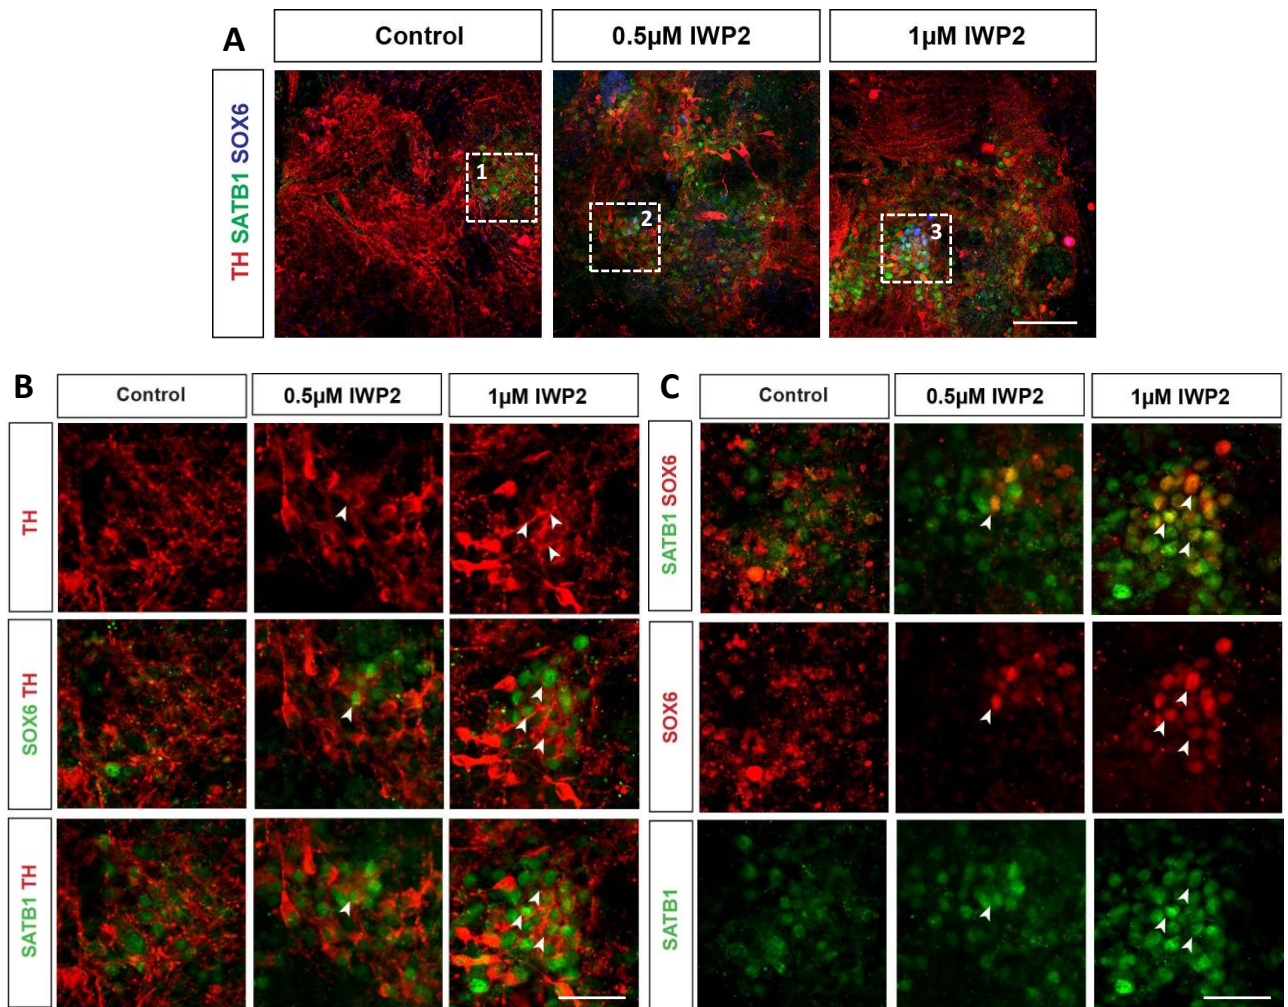 A
Control
0.5µM IWP2
1µM IWP2
TH SATB1 SOX6
1
2
3
B
Control
0.5µM IWP2
1µM IWP2
C
Control
0.5µM IWP2
1µM IWP2
TH
SOX6 TH
SATB1 TH
SATB1 SOX6
SOX6
SATB1